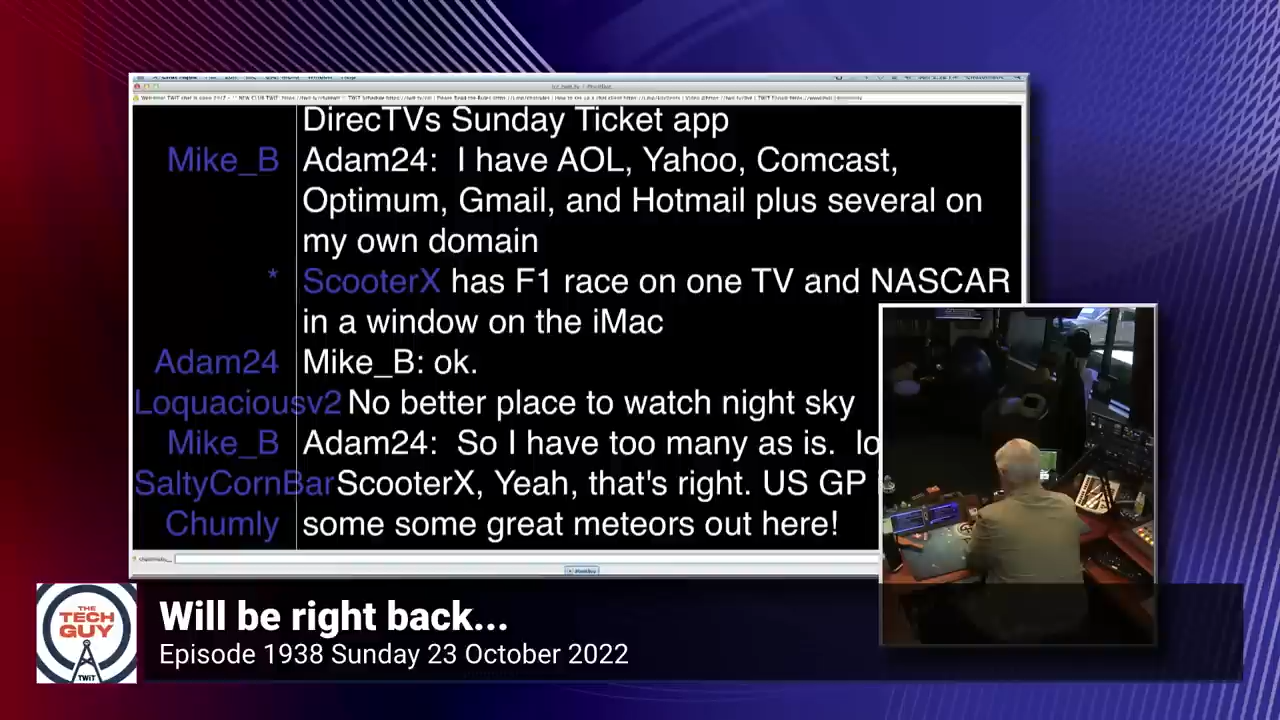 DirecTVs Sunday Ticket app
Mike_B Adam24: I have AOL, Yahoo, Comcast,
Optimum, Gmail, and Hotmail plus several on
my own domain
* ScooterX has F1 race on one TV and NASCAR
in a window on the iMac
Adam24 Mike_B: ok.
Loquaciousv2 No better place to watch night sky
Mike_B Adam24: So I have too many as is. lo
SaltyCornBar ScooterX, Yeah, that's right. US GP
Chumly some some great meteors out here!
THE
TECH
GUY
TWiT
Will be right back...
Episode 1938 Sunday 23 October 2022